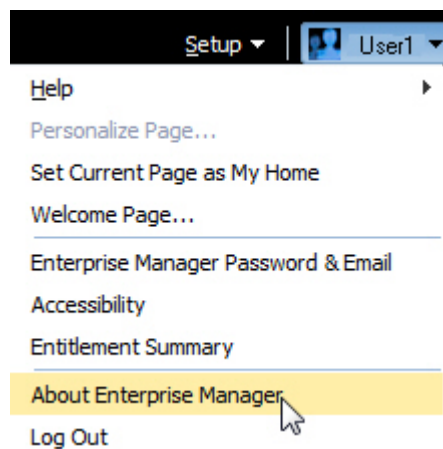 Setup User1
Help
Personalize Page...
Set Current Page as My Home
Welcome Page...
Enterprise Manager Password & Email
Accessibility
Entitlement Summary
About Enterprise Manager
Log Out